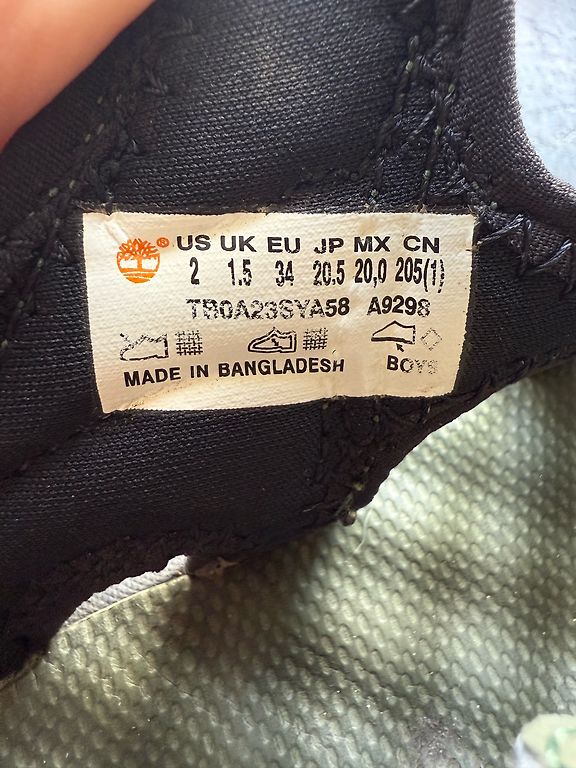 ® US UK EU JP MX CN
2 1.5 34 20.5 20,0 205(1)
TB0A23SYA58 A9298
MADE IN BANGLADESH BOYS